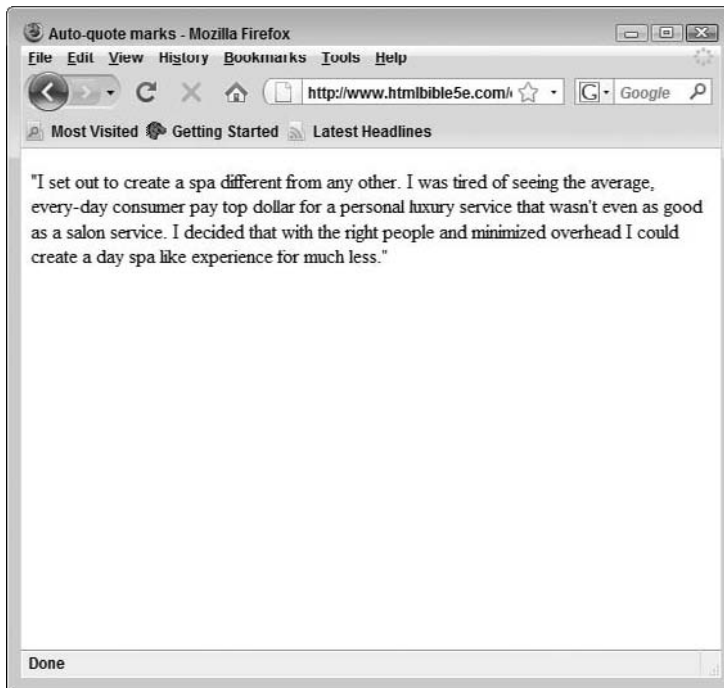 Auto-quote marks - Mozilla Firefox
File Edit View History Bookmarks Tools Help
http://www.htmlbible5e.com/ G Google
Most Visited Getting Started Latest Headlines
"I set out to create a spa different from any other. I was tired of seeing the average,
every-day consumer pay top dollar for a personal luxury service that wasn't even as good
as a salon service. I decided that with the right people and minimized overhead I could
create a day spa like experience for much less."
Done